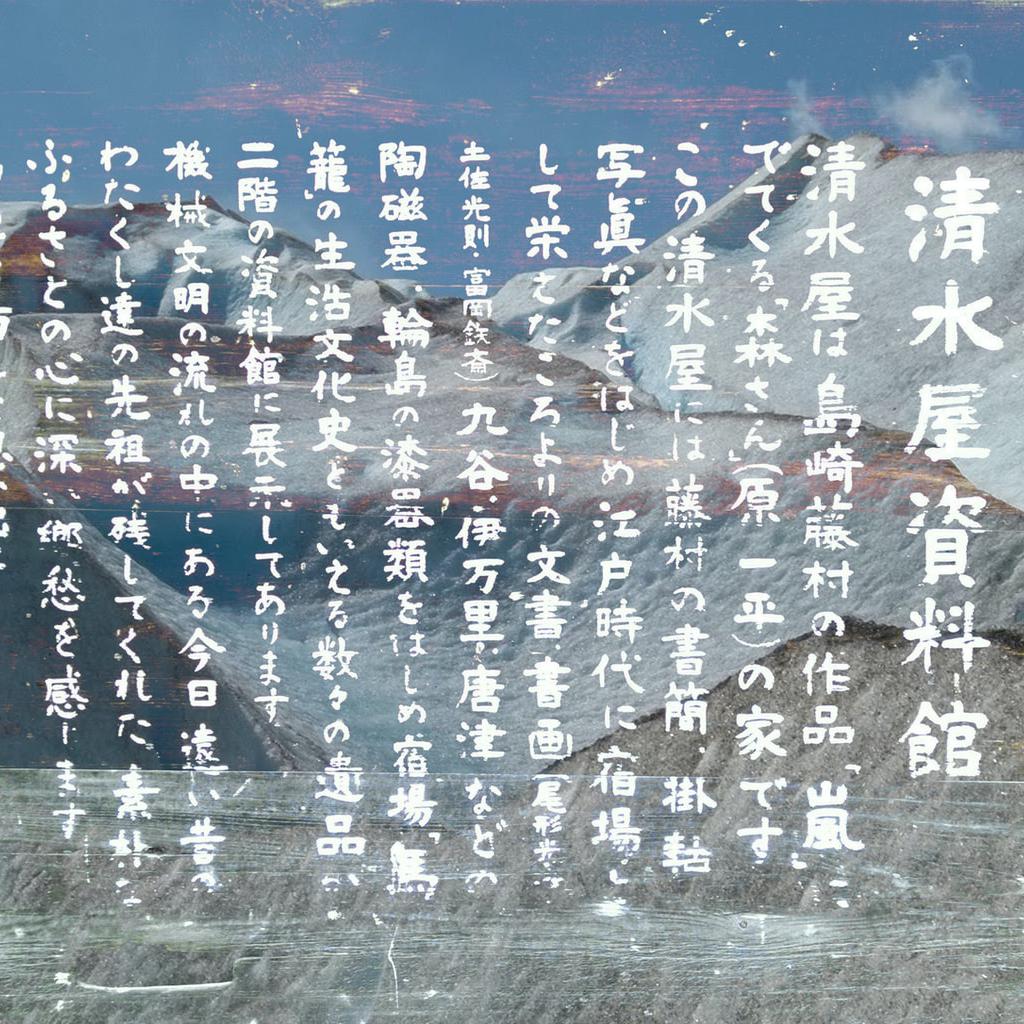 清水屋資料館
清水屋は島崎藤村の作品「嵐」に
でてくる「森さん」(原一平)の家です
この清水屋には藤村の書簡、掛軸
写真などをはじめ江戸時代に宿場と
して栄えたころよりの文書、書画(尾形光
土佐光則・富岡鉄斎)九谷、伊万里、唐津などの
陶磁器、輪島の漆器類をはじめ宿場「馬
籠」の生活文化史ともいえる数々の遺品が
二階の資料館に展示してあります
機械文明の流れの中にある今日遠い昔の
わたくし達の先祖が残してくれた素朴な
ふるさとの心に深い郷愁を感じます